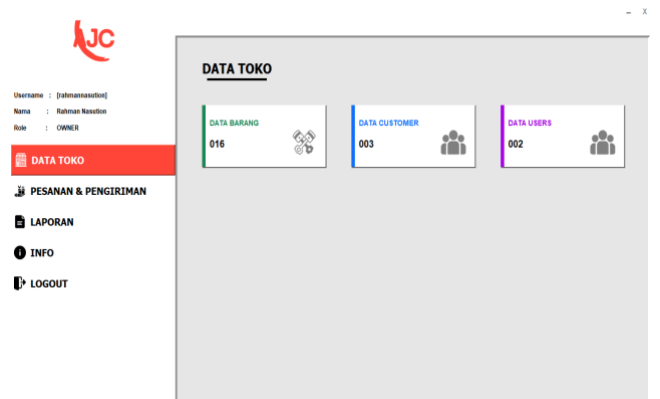 – X
AJC
DATA TOKO
Username : [rahmannasution]
Nama : Rahman Nasution
Role : OWNER
DATA TOKO
PESANAN & PENGIRIMAN
LAPORAN
INFO
LOGOUT
DATA BARANG
016
DATA CUSTOMER
003
DATA USERS
002